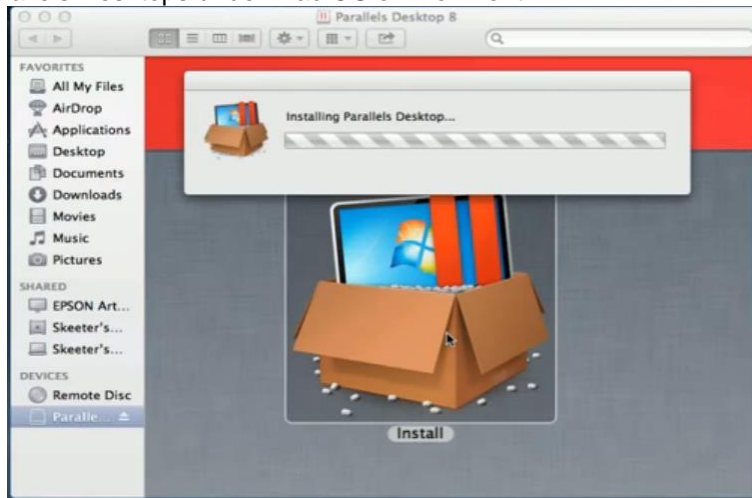 Parallels Desktop 8
FAVORITES
All My Files
AirDrop
Applications
Desktop
Documents
Downloads
Movies
Music
Pictures
SHARED
EPSON Art...
Skeeter's...
Skeeter's...
DEVICES
Remote Disc
Paralle...
Installing Parallels Desktop...
Install